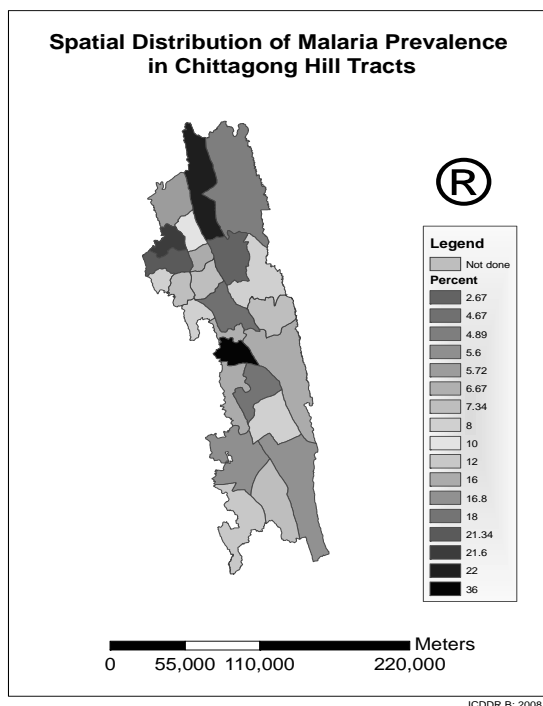 Spatial Distribution of Malaria Prevalence
in Chittagong Hill Tracts
®
Legend
Not done
Percent
2.67
4.67
4.89
5.6
5.72
6.67
7.34
8
10
12
16
16.8
18
21.34
21.6
22
36
Meters
0 55,000 110,000 220,000
ICDDR,B; 2008